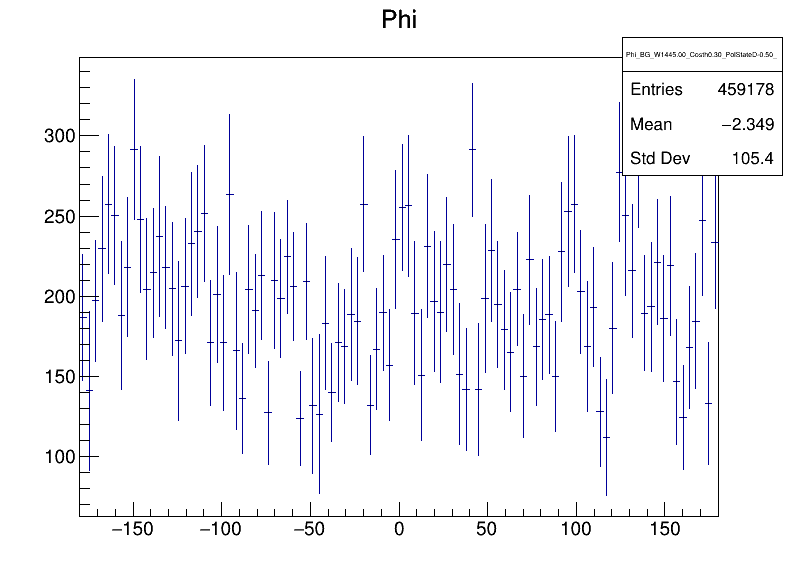 Phi
Phi_BG_W1445.00_Costh0.30_PolStateD-0.50_
Entries 459178
Mean −2.349
Std Dev 105.4
300
250
200
150
100
−150 −100 −50 0 50 100 150